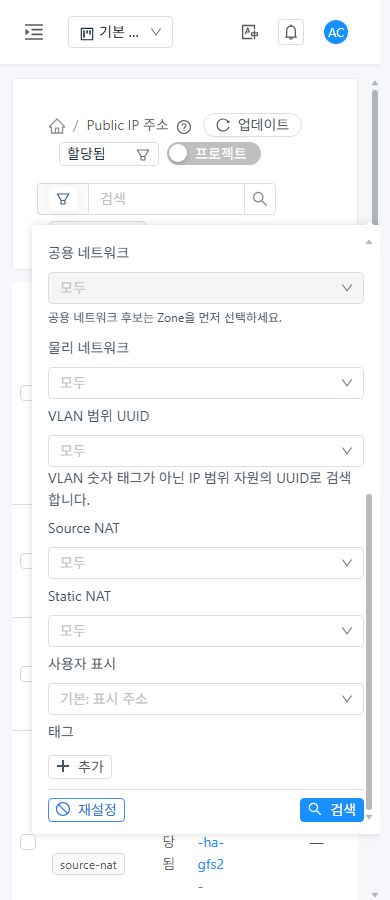 기본 ...
AC
/ Public IP 주소
업데이트
할당됨
프로젝트
검색
공용 네트워크
모두
공용 네트워크 후보는 Zone을 먼저 선택하세요.
물리 네트워크
모두
VLAN 범위 UUID
모두
VLAN 숫자 태그가 아닌 IP 범위 자원의 UUID로 검색
합니다.
Source NAT
모두
Static NAT
모두
사용자 표시
기본: 표시 주소
태그
추가
재설정
검색
당 -ha- —
source-nat 됨 gfs2
-